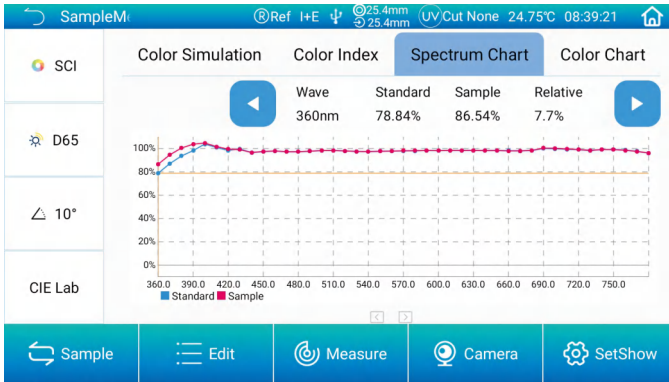 SampleM
®Ref I+E 25.4mm 25.4mm UV Cut None 24.75℃ 08:39:21
SCI
D65
10°
CIE Lab
Color Simulation Color Index Spectrum Chart Color Chart
Wave Standard Sample Relative
360nm 78.84% 86.54% 7.7%
100%
80%
60%
40%
20%
0%
360.0 390.0 420.0 450.0 480.0 510.0 540.0 570.0 600.0 630.0 660.0 690.0 720.0 750.0
Standard Sample
Sample Edit Measure Camera SetShow